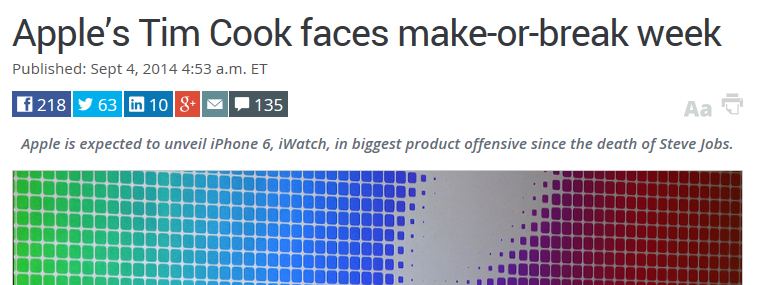 Apple's Tim Cook faces make-or-break week
Published: Sept 4, 2014 4:53 a.m. ET
f 218 63 in 10 g+ 135 Aa
Apple is expected to unveil iPhone 6, iWatch, in biggest product offensive since the death of Steve Jobs.